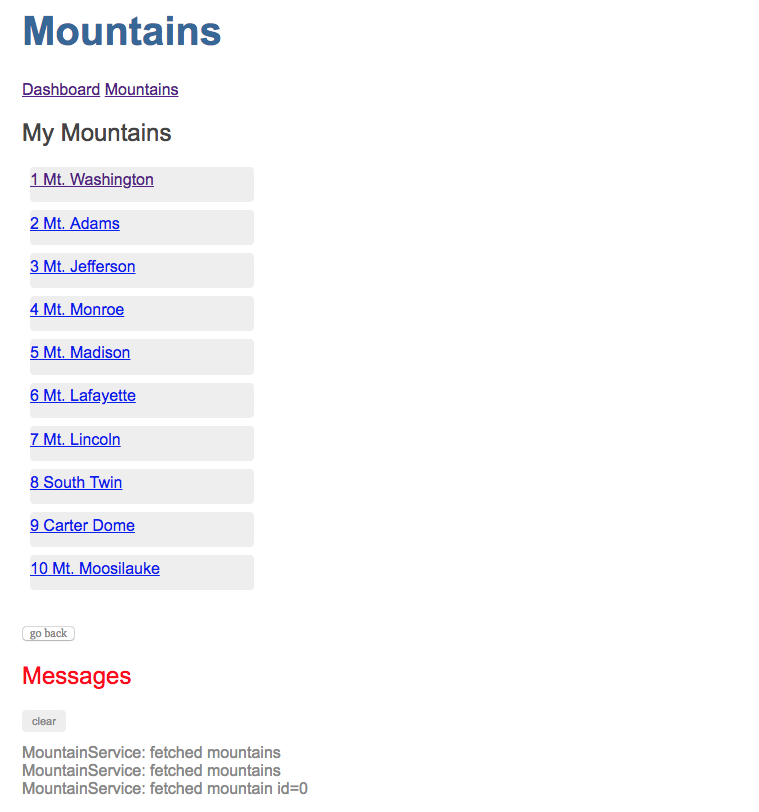 Mountains
Dashboard Mountains
My Mountains
1 Mt. Washington
2 Mt. Adams
3 Mt. Jefferson
4 Mt. Monroe
5 Mt. Madison
6 Mt. Lafayette
7 Mt. Lincoln
8 South Twin
9 Carter Dome
10 Mt. Moosilauke
go back
Messages
clear
MountainService: fetched mountains
MountainService: fetched mountains
MountainService: fetched mountain id=0